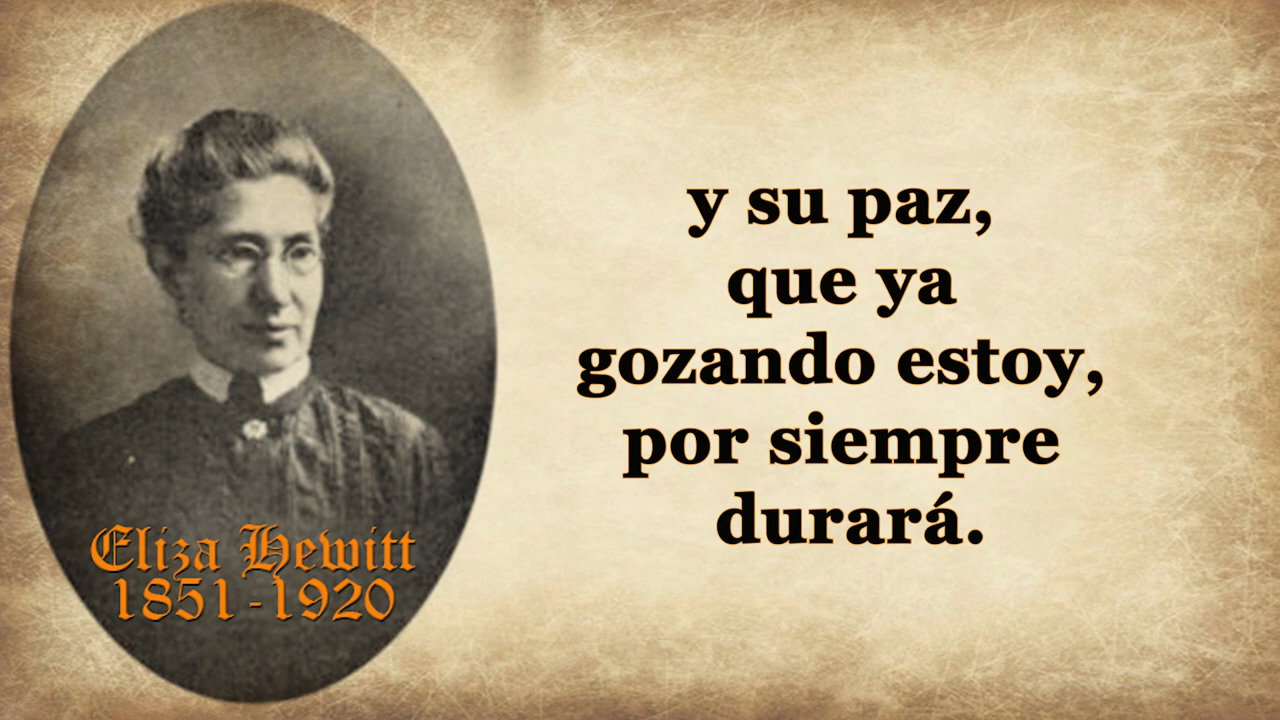 Eliza Hewitt
1851-1920
y su paz,
que ya
gozando estoy,
por siempre
durará.